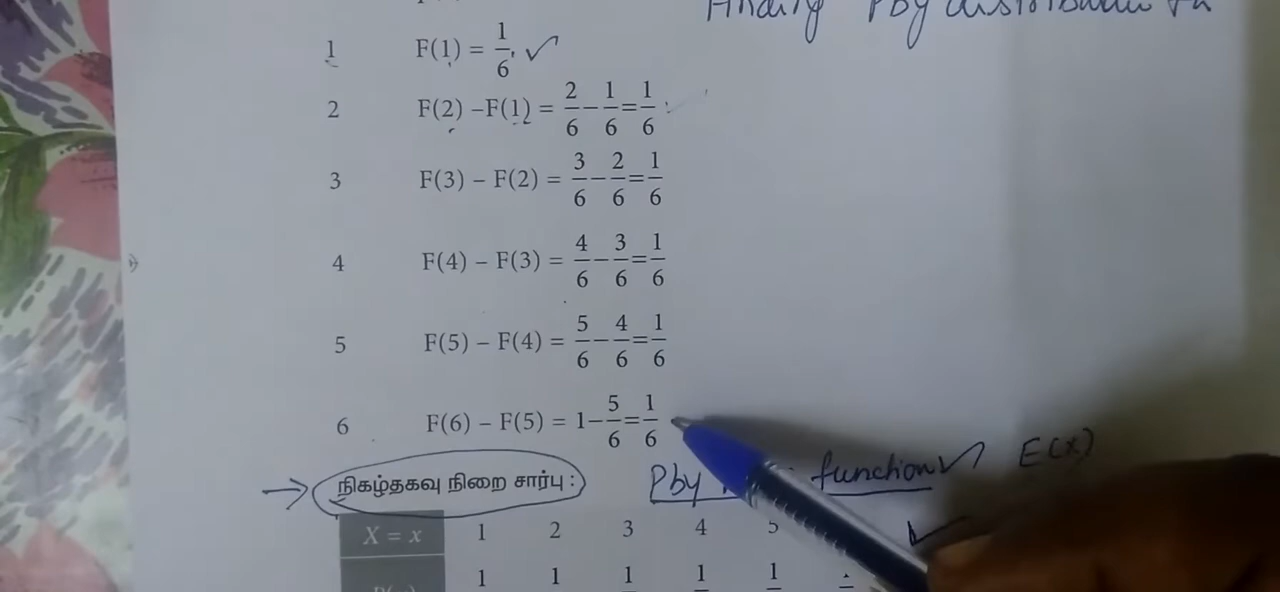 Finding Pby distribution fn
1 F(1) = 1/6 ✓
2 F(2) –F(1) = 2/6 – 1/6 = 1/6
3 F(3) – F(2) = 3/6 – 2/6 = 1/6
4 F(4) – F(3) = 4/6 – 3/6 = 1/6
5 F(5) – F(4) = 5/6 – 4/6 = 1/6
6 F(6) – F(5) = 1 – 5/6 = 1/6
→ நிகழ்தகவு நிறை சார்பு : Pby function ✓ E(x)
X = x 1 2 3 4 5
1 1 1 1 1